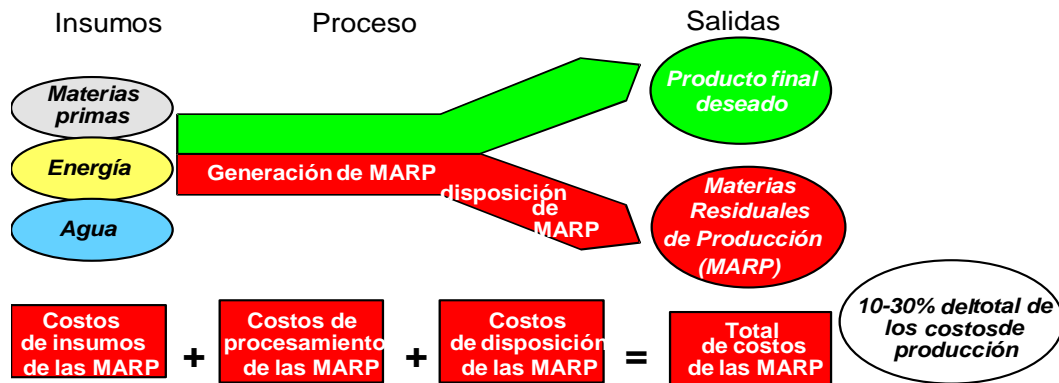 Insumos
Proceso
Salidas
Materias
primas
Energía
Agua
Generación de MARP
disposición
de
MARP
Producto final
deseado
Materias
Residuales
de Producción
(MARP)
Costos
de insumos
de las MARP
+
Costos de
procesamiento
de las MARP
+
Costos
de disposición
de las MARP
=
Total
de costos
de las MARP
10-30% deltotal de
los costosde
producción